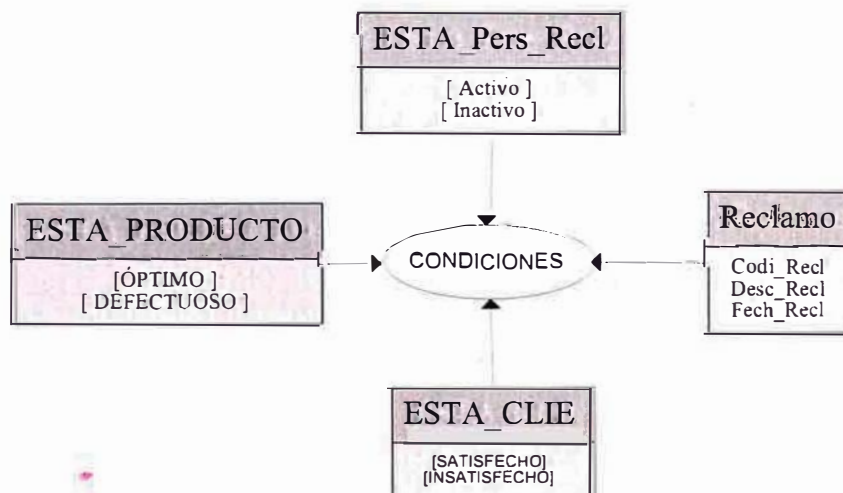 ESTA_Pers_Recl
[ Activo ]
[ Inactivo ]
ESTA_PRODUCTO
[ÓPTIMO ]
[ DEFECTUOSO ]
CONDICIONES
Reclamo
Codi_Recl
Desc_Recl
Fech_Recl
ESTA_CLIE
[SATISFECHO]
[INSATISFECHO]